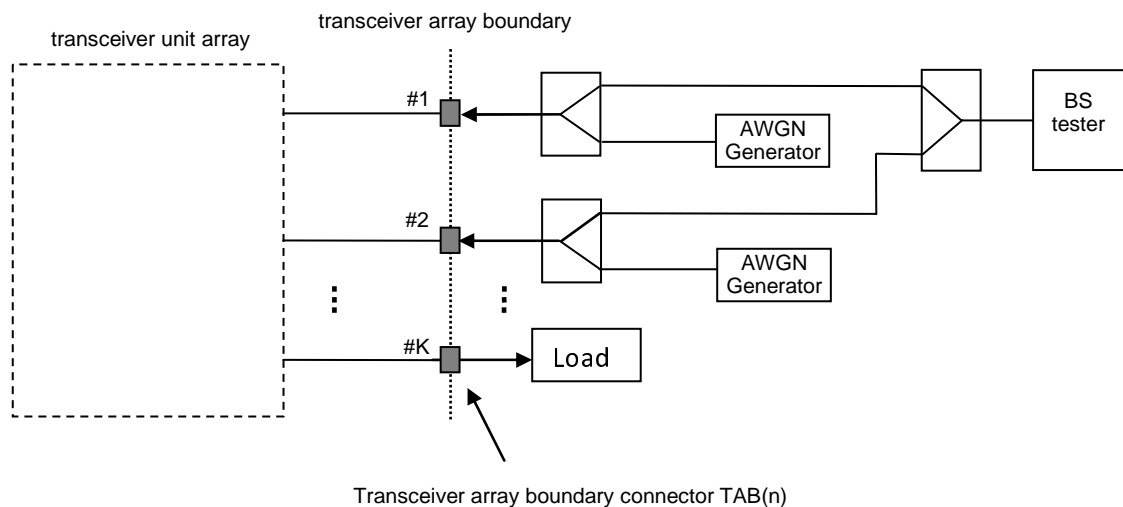 transceiver array boundary
transceiver unit array
#1
BS
tester
AWGN
Generator
#2
AWGN
Generator
#K
Load
Transceiver array boundary connector TAB(n)